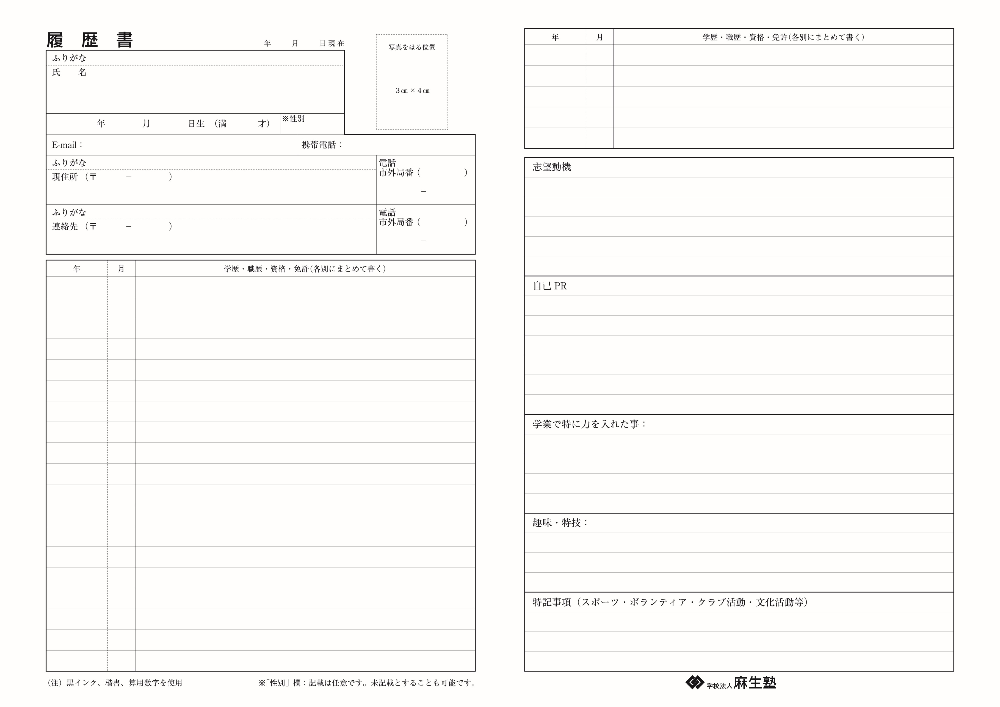 履 歴 書
年 月 日現在
写真をはる位置
3㎝ × 4㎝
ふりがな
氏 名
年 月 日生 （満 才）
※性別
E-mail：
携帯電話：
ふりがな
現住所 （〒 － ）
電話
市外局番（ ）
－
ふりがな
連絡先 （〒 － ）
電話
市外局番（ ）
－
年 月 学歴・職歴・資格・免許（各別にまとめて書く）
（注）黒インク、楷書、算用数字を使用
※「性別」欄：記載は任意です。未記載とすることも可能です。
年 月 学歴・職歴・資格・免許（各別にまとめて書く）
志望動機
自己 PR
学業で特に力を入れた事：
趣味・特技：
特記事項（スポーツ・ボランティア・クラブ活動・文化活動等）
学校法人 麻生塾